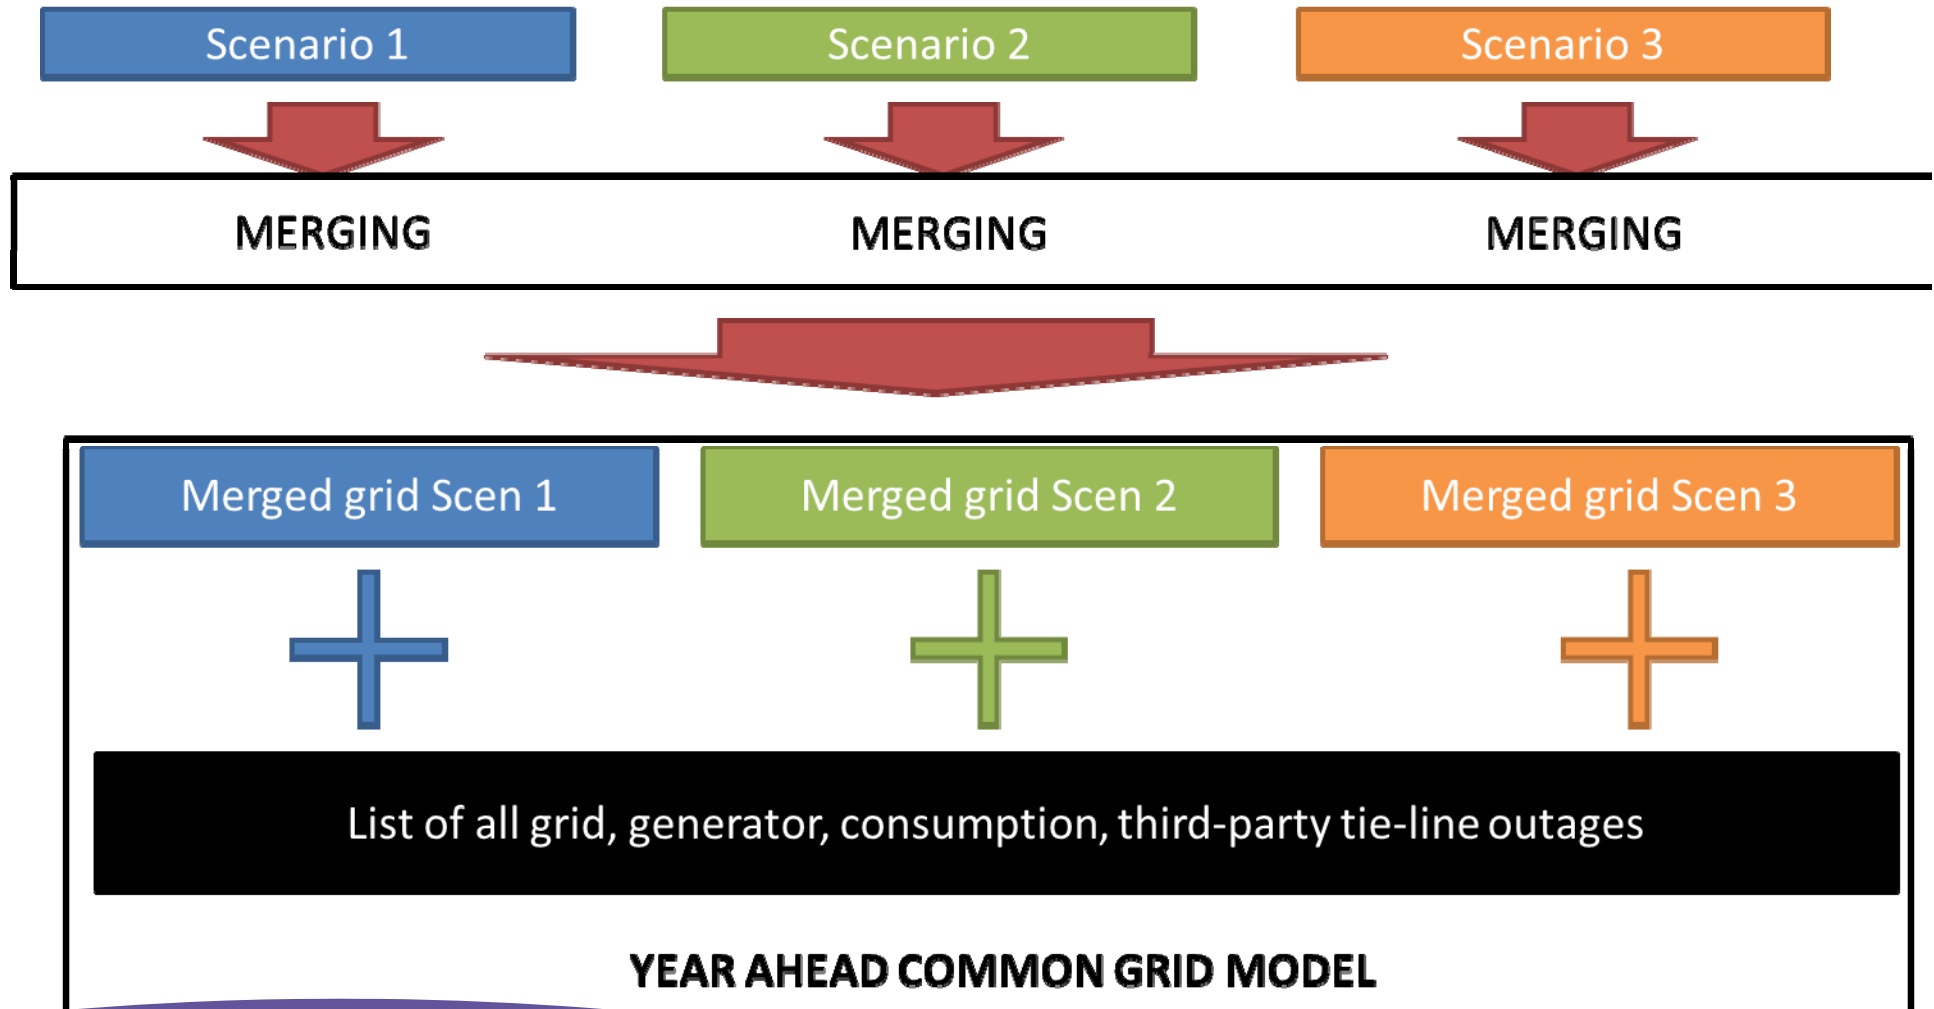 Scenario 1
Scenario 2
Scenario 3
MERGING
MERGING
MERGING
Merged grid Scen 1
Merged grid Scen 2
Merged grid Scen 3
List of all grid, generator, consumption, third-party tie-line outages
YEAR AHEAD COMMON GRID MODEL